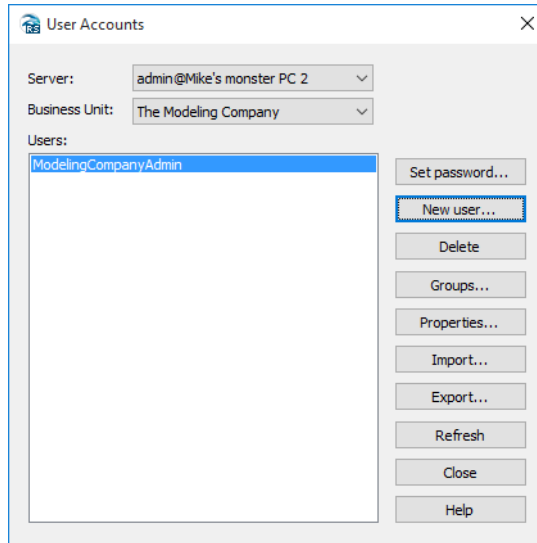 User Accounts
Server: admin@Mike's monster PC 2
Business Unit: The Modeling Company
Users:
ModelingCompanyAdmin
Set password...
New user...
Delete
Groups...
Properties...
Import...
Export...
Refresh
Close
Help